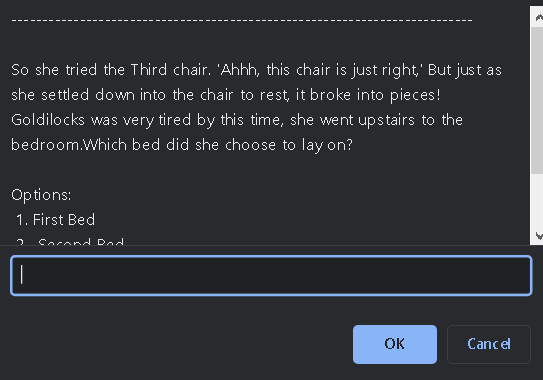 -----------------------------------------------------------------------------
So she tried the Third chair. 'Ahhh, this chair is just right,' But just as
she settled down into the chair to rest, it broke into pieces!
Goldilocks was very tired by this time, she went upstairs to the
bedroom.Which bed did she choose to lay on?
Options:
1. First Bed
2. Second Bed
OK
Cancel